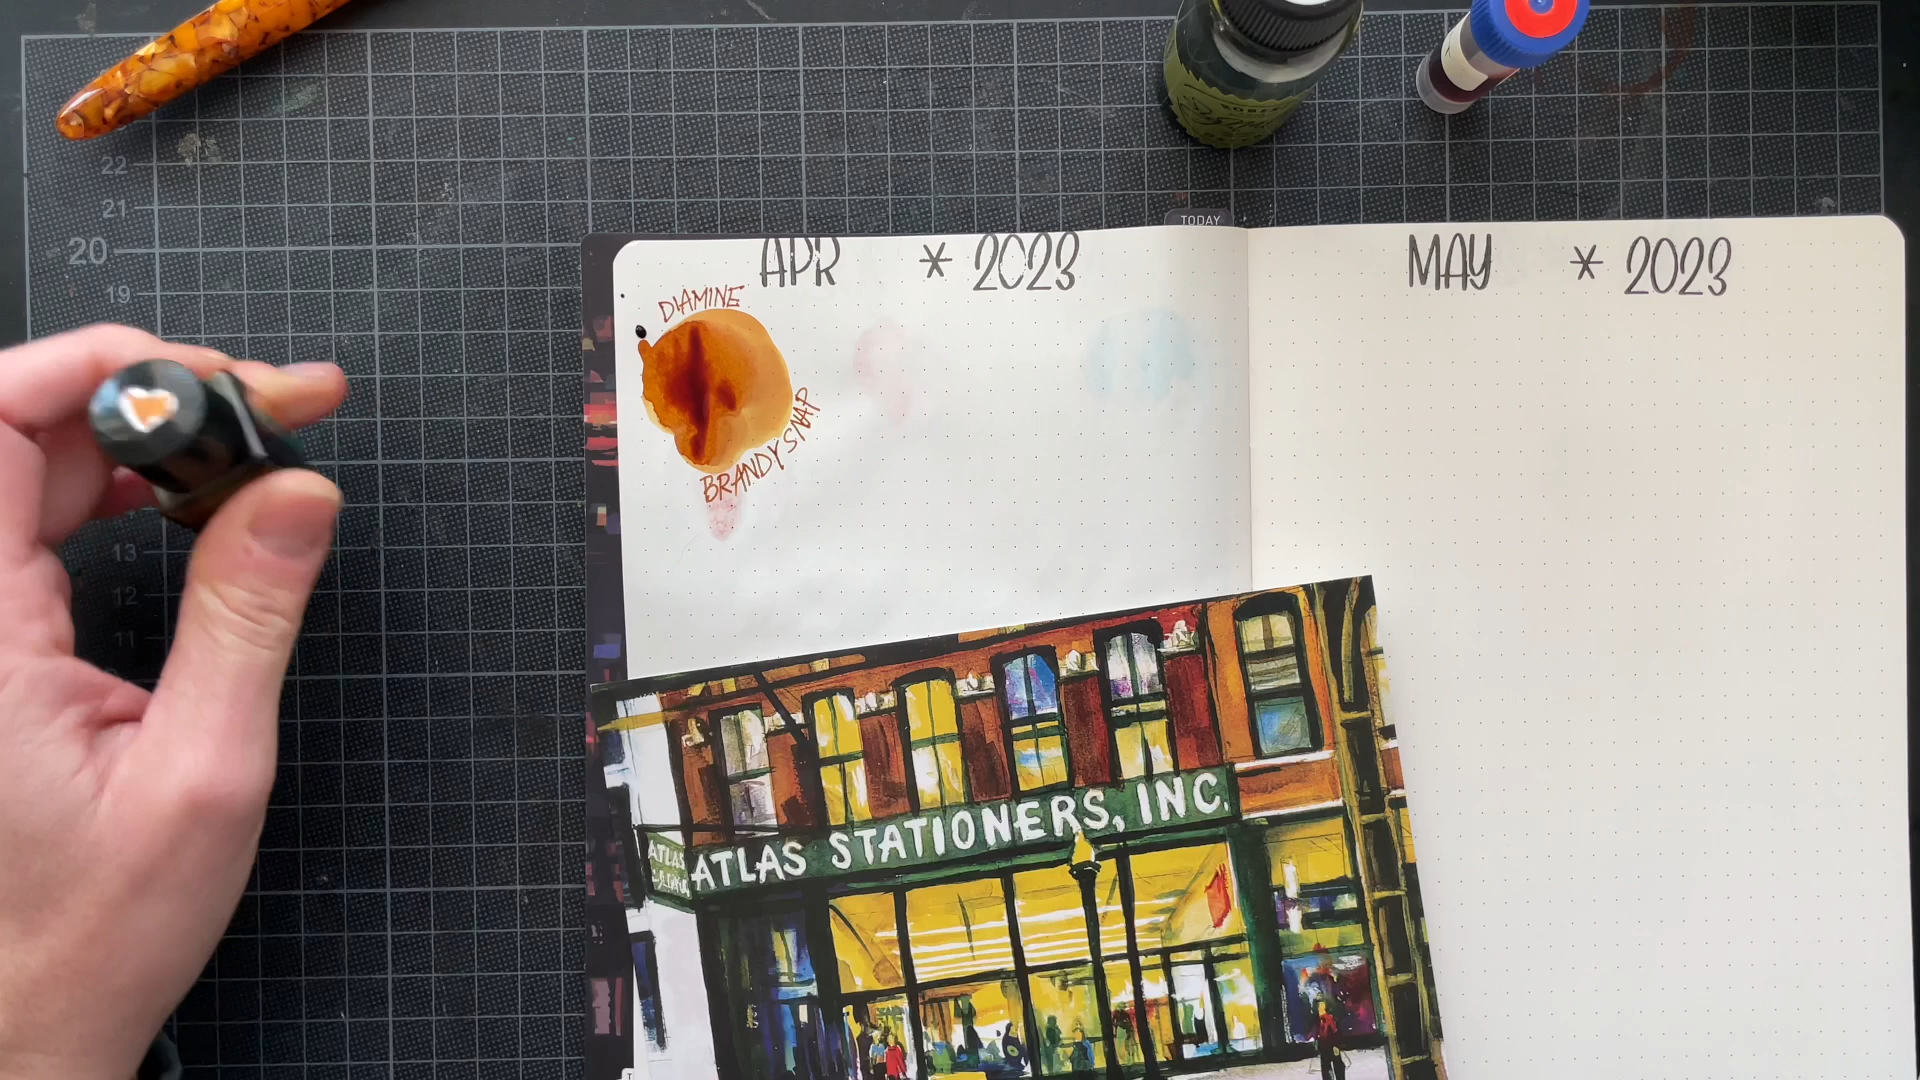 22
21
20
19
13
12
11
TODAY
APR * 2023
MAY * 2023
DIAMINE
BRANDY SNAP
ATLAS
ATLAS STATIONERS, INC.